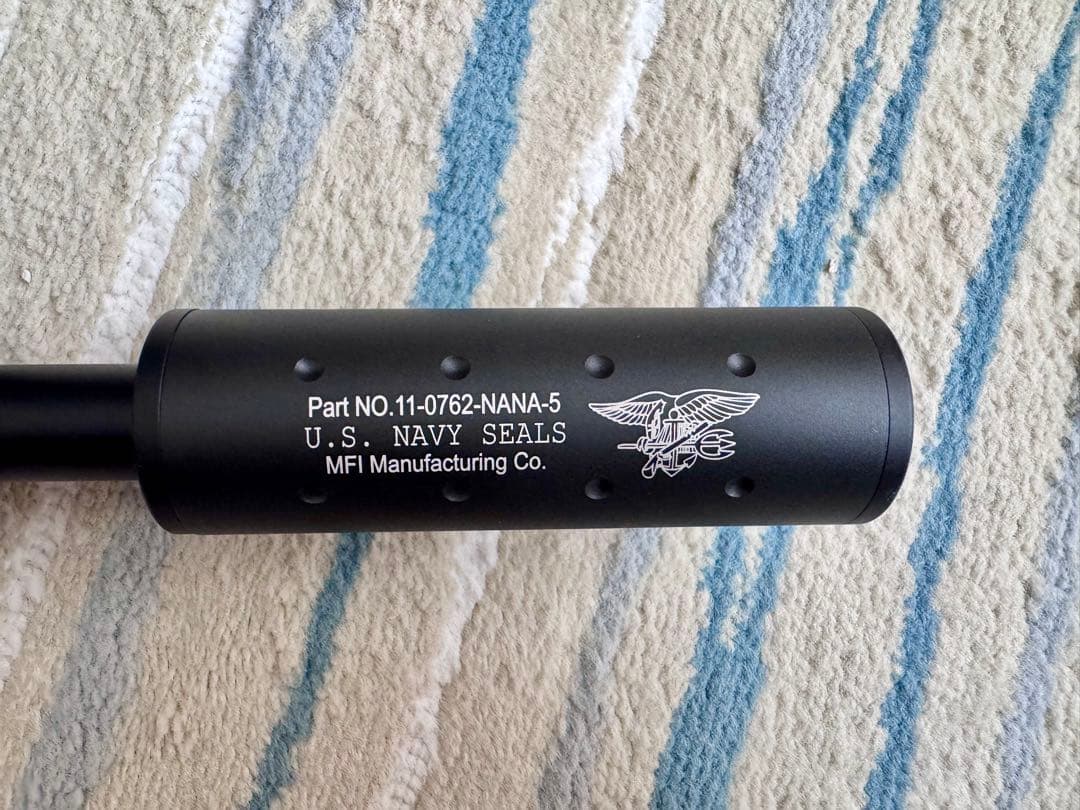 Part NO.11-0762-NANA-5
U.S. NAVY SEALS
MFI Manufacturing Co.